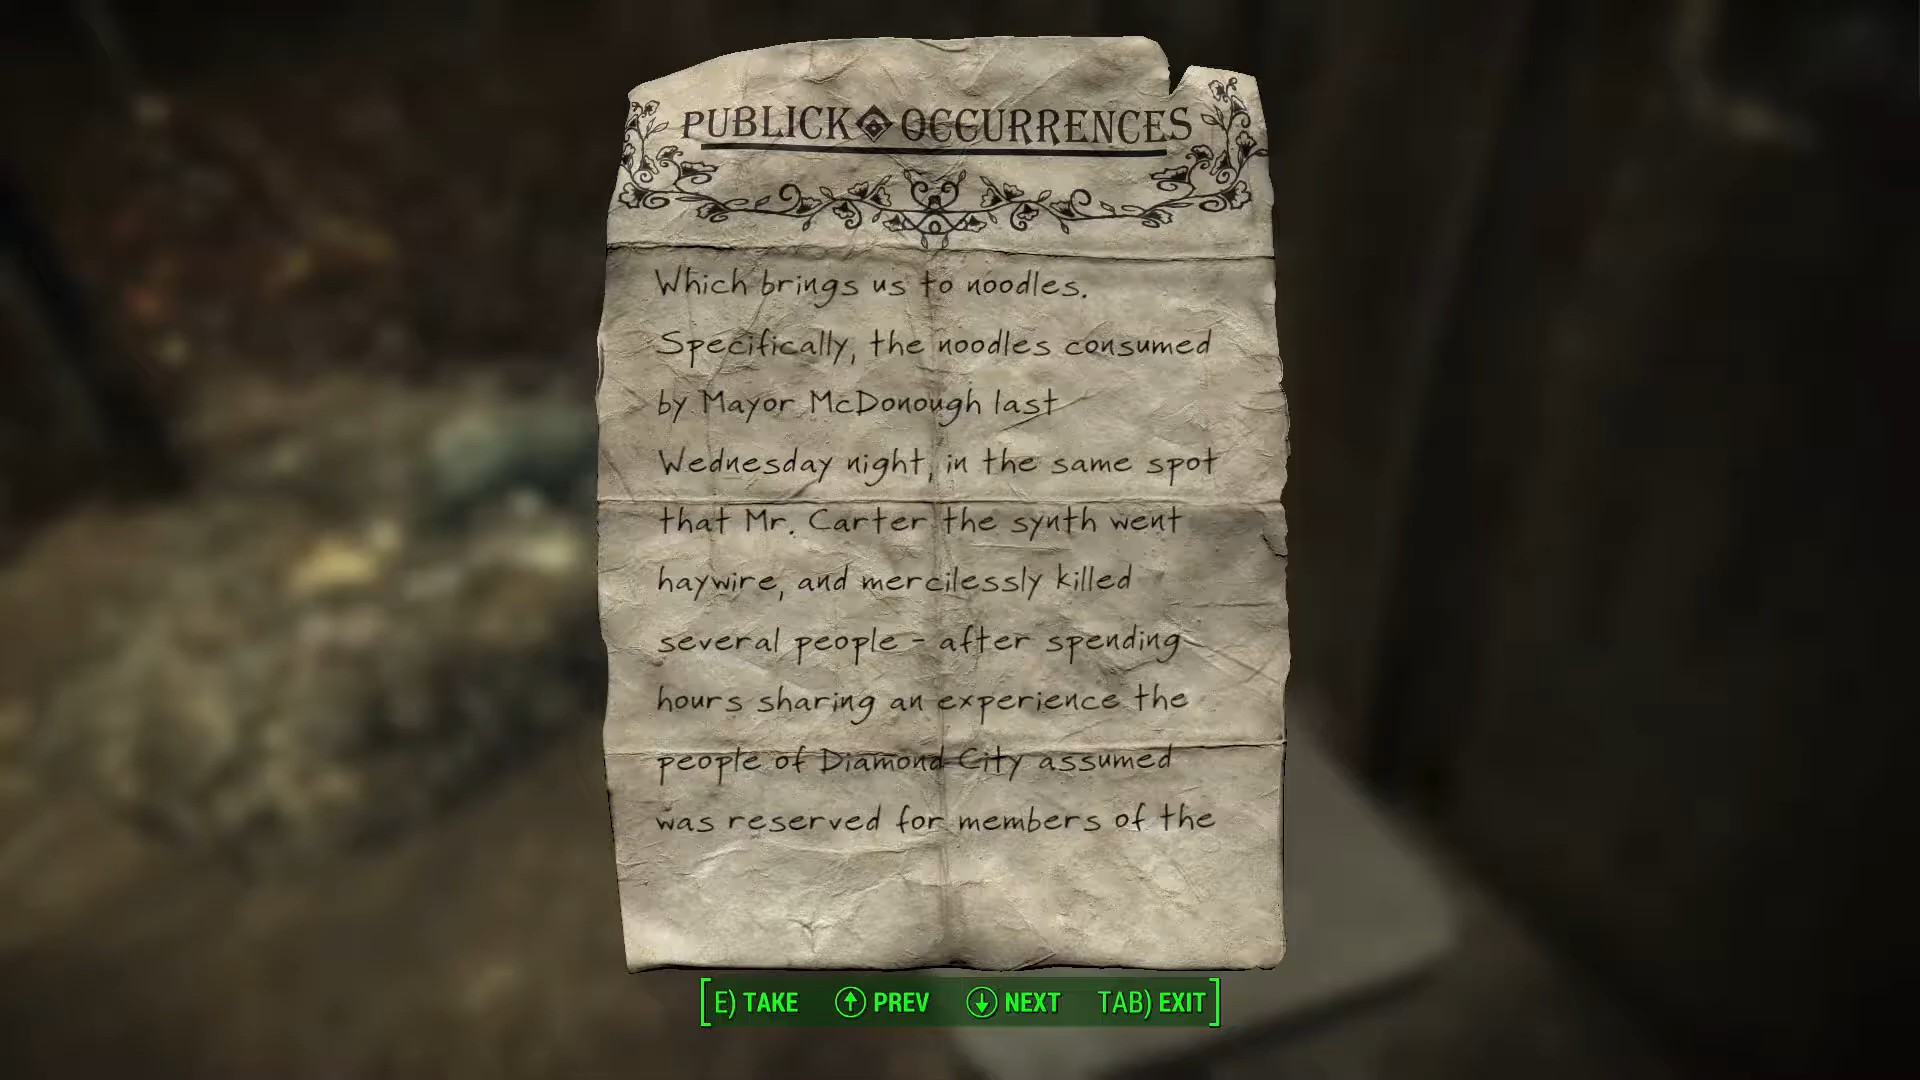 PUBLICK OCCURRENCES
Which brings us to noodles.
Specifically, the noodles consumed
by Mayor McDonough last
Wednesday night, in the same spot
that Mr. Carter the synth went
haywire, and mercilessly killed
several people - after spending
hours sharing an experience the
people of Diamond City assumed
was reserved for members of the
E) TAKE PREV NEXT TAB) EXIT